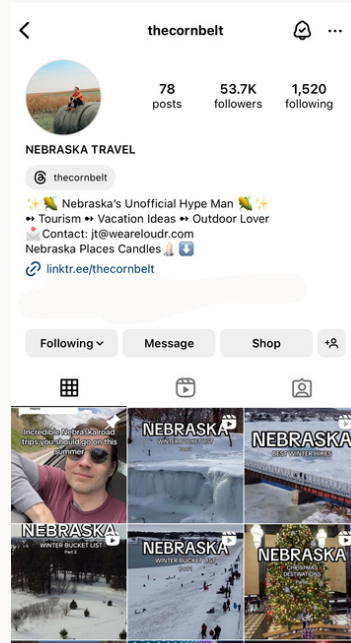 thecornbelt
78 53.7K 1,520
posts followers following
NEBRASKA TRAVEL
thecornbelt
✨🌽 Nebraska's Unofficial Hype Man 🌽✨
➻ Tourism ➻ Vacation Ideas ➻ Outdoor Lover
📩 Contact: jt@weareloudr.com
Nebraska Places Candles 🕯️ ⬇️
linktr.ee/thecornbelt
Following Message Shop
Incredible Nebraska road
trips you should go on this
summer
NEBRASKA
WINTER BUCKET LIST
NEBRASKA
BEST WINTER HIKES
NEBRASKA
WINTER BUCKET LIST
Part 2
NEBRASKA
WINTER BUCKET LIST
NEBRASKA
CHRISTMAS
DESTINATIONS